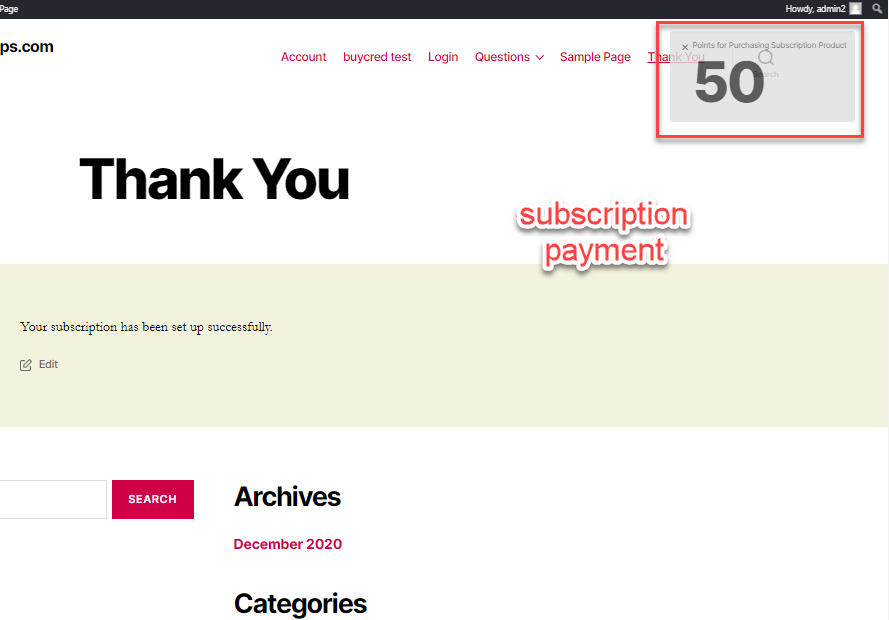 Page
Howdy, admin2
ps.com
Account buycred test Login Questions Sample Page Thank You
× Points for Purchasing Subscription Product
50
Search
Thank You
subscription
payment
Your subscription has been set up successfully.
Edit
SEARCH
Archives
December 2020
Categories